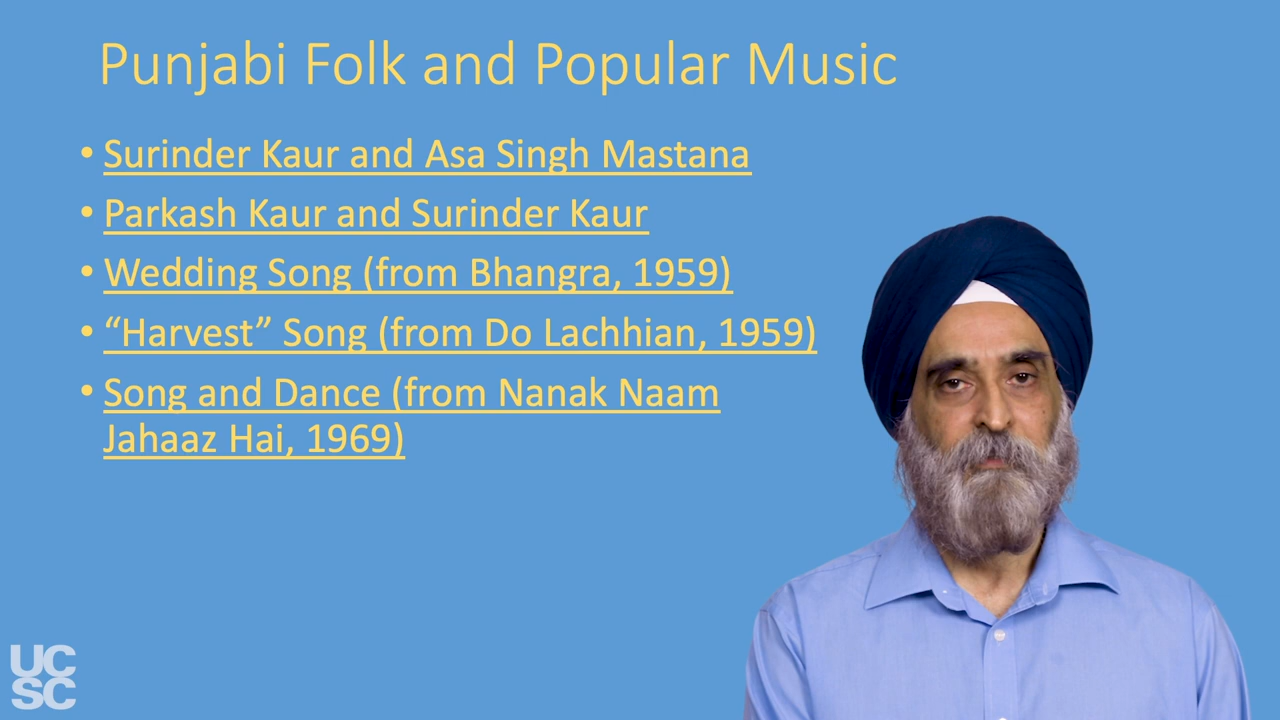 Punjabi Folk and Popular Music
• Surinder Kaur and Asa Singh Mastana
• Parkash Kaur and Surinder Kaur
• Wedding Song (from Bhangra, 1959)
• “Harvest” Song (from Do Lachhian, 1959)
• Song and Dance (from Nanak Naam
Jahaaz Hai, 1969)
UC
SC